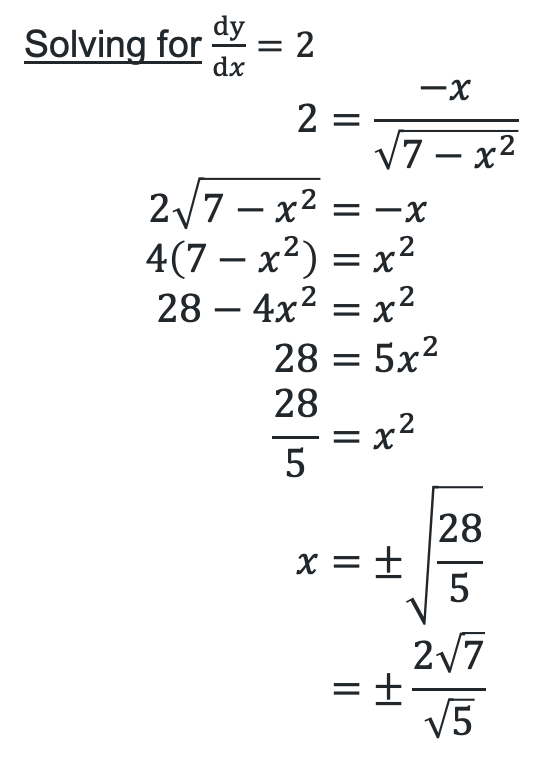 Solving for dy/dx = 2
2 = −x/√(7 − x²)
2√(7 − x²) = −x
4(7 − x²) = x²
28 − 4x² = x²
28 = 5x²
28/5 = x²
x = ±√(28/5)
= ±2√7/√5